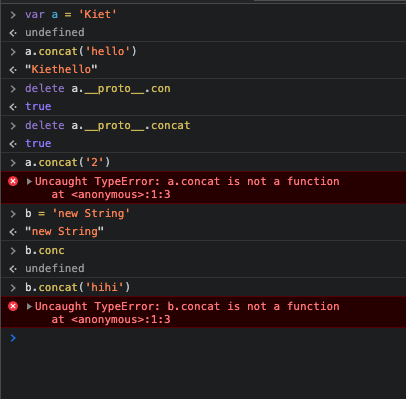 > var a = 'Kiet'
undefined
> a.concat('hello')
"Kiethello"
> delete a.__proto__.con
true
> delete a.__proto__.concat
true
> a.concat('2')
Uncaught TypeError: a.concat is not a function
at <anonymous>:1:3
> b = 'new String'
"new String"
> b.conc
undefined
> b.concat('hihi')
Uncaught TypeError: b.concat is not a function
at <anonymous>:1:3
>